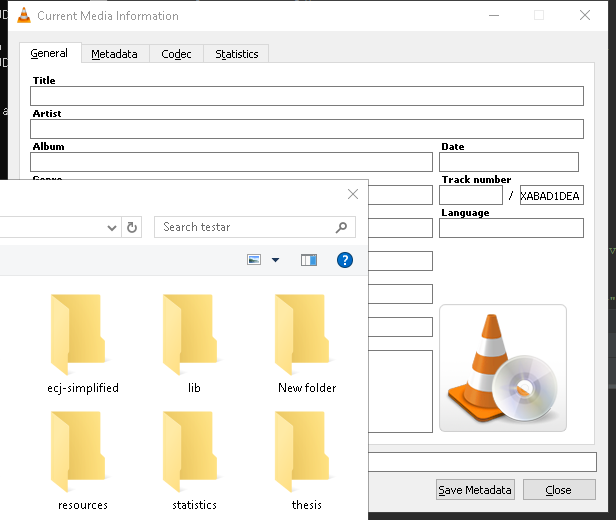 Current Media Information
General Metadata Codec Statistics
Title
Artist
Album Date
Track number
/ XABAD1DEA
Language
Search testar
?
ecj-simplified lib New folder
resources statistics thesis
Save Metadata Close